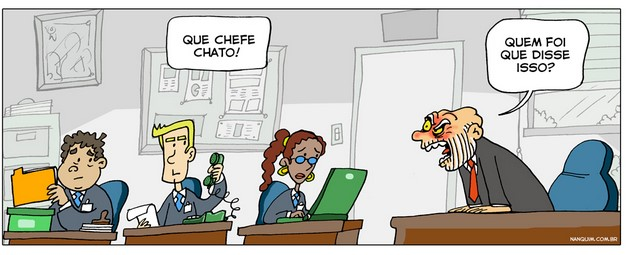 QUE CHEFE
CHATO!
QUEM FOI
QUE DISSE
ISSO?
NANQUIM.COM.BR